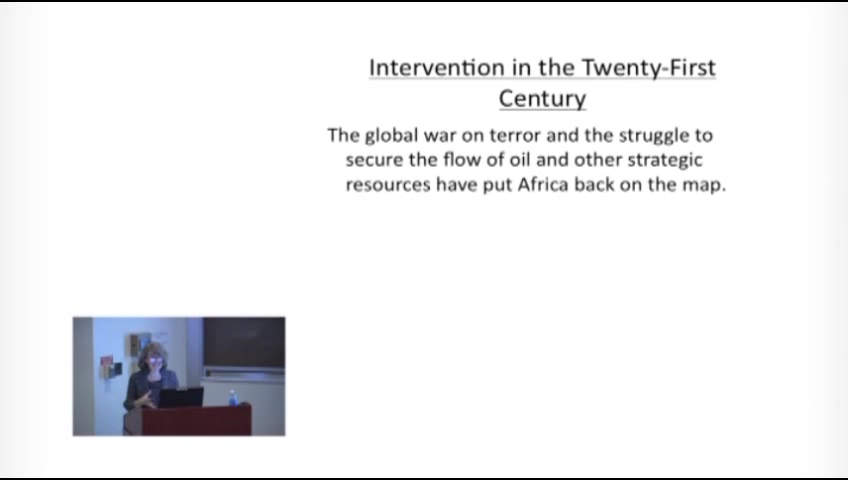 Intervention in the Twenty-First
Century
The global war on terror and the struggle to
secure the flow of oil and other strategic
resources have put Africa back on the map.